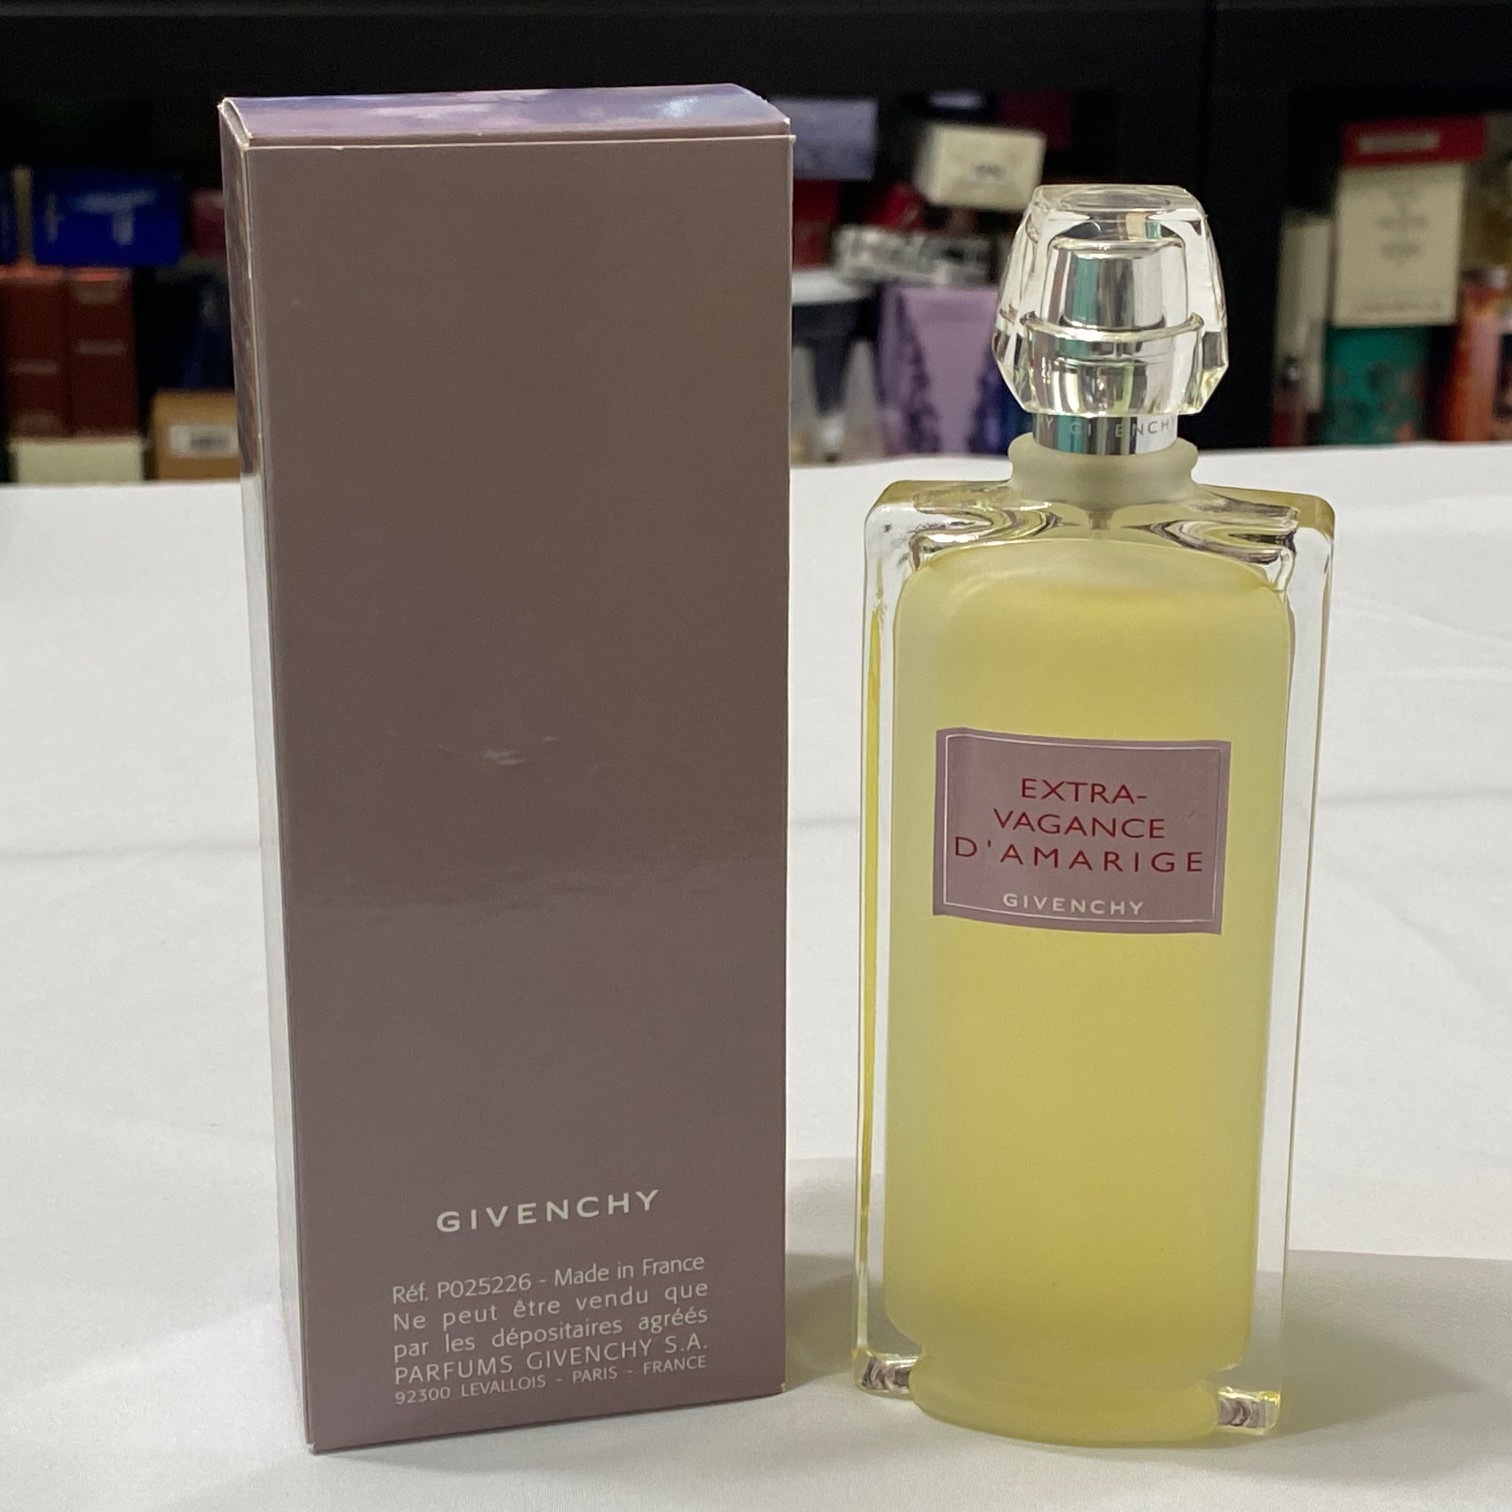 GIVENCHY
Réf. P025226 - Made in France
Ne peut être vendu que
par les dépositaires agréés
PARFUMS GIVENCHY S.A.
92300 LEVALLOIS - PARIS - FRANCE
Y GIVENCHY
EXTRA-
VAGANCE
D'AMARIGE
GIVENCHY